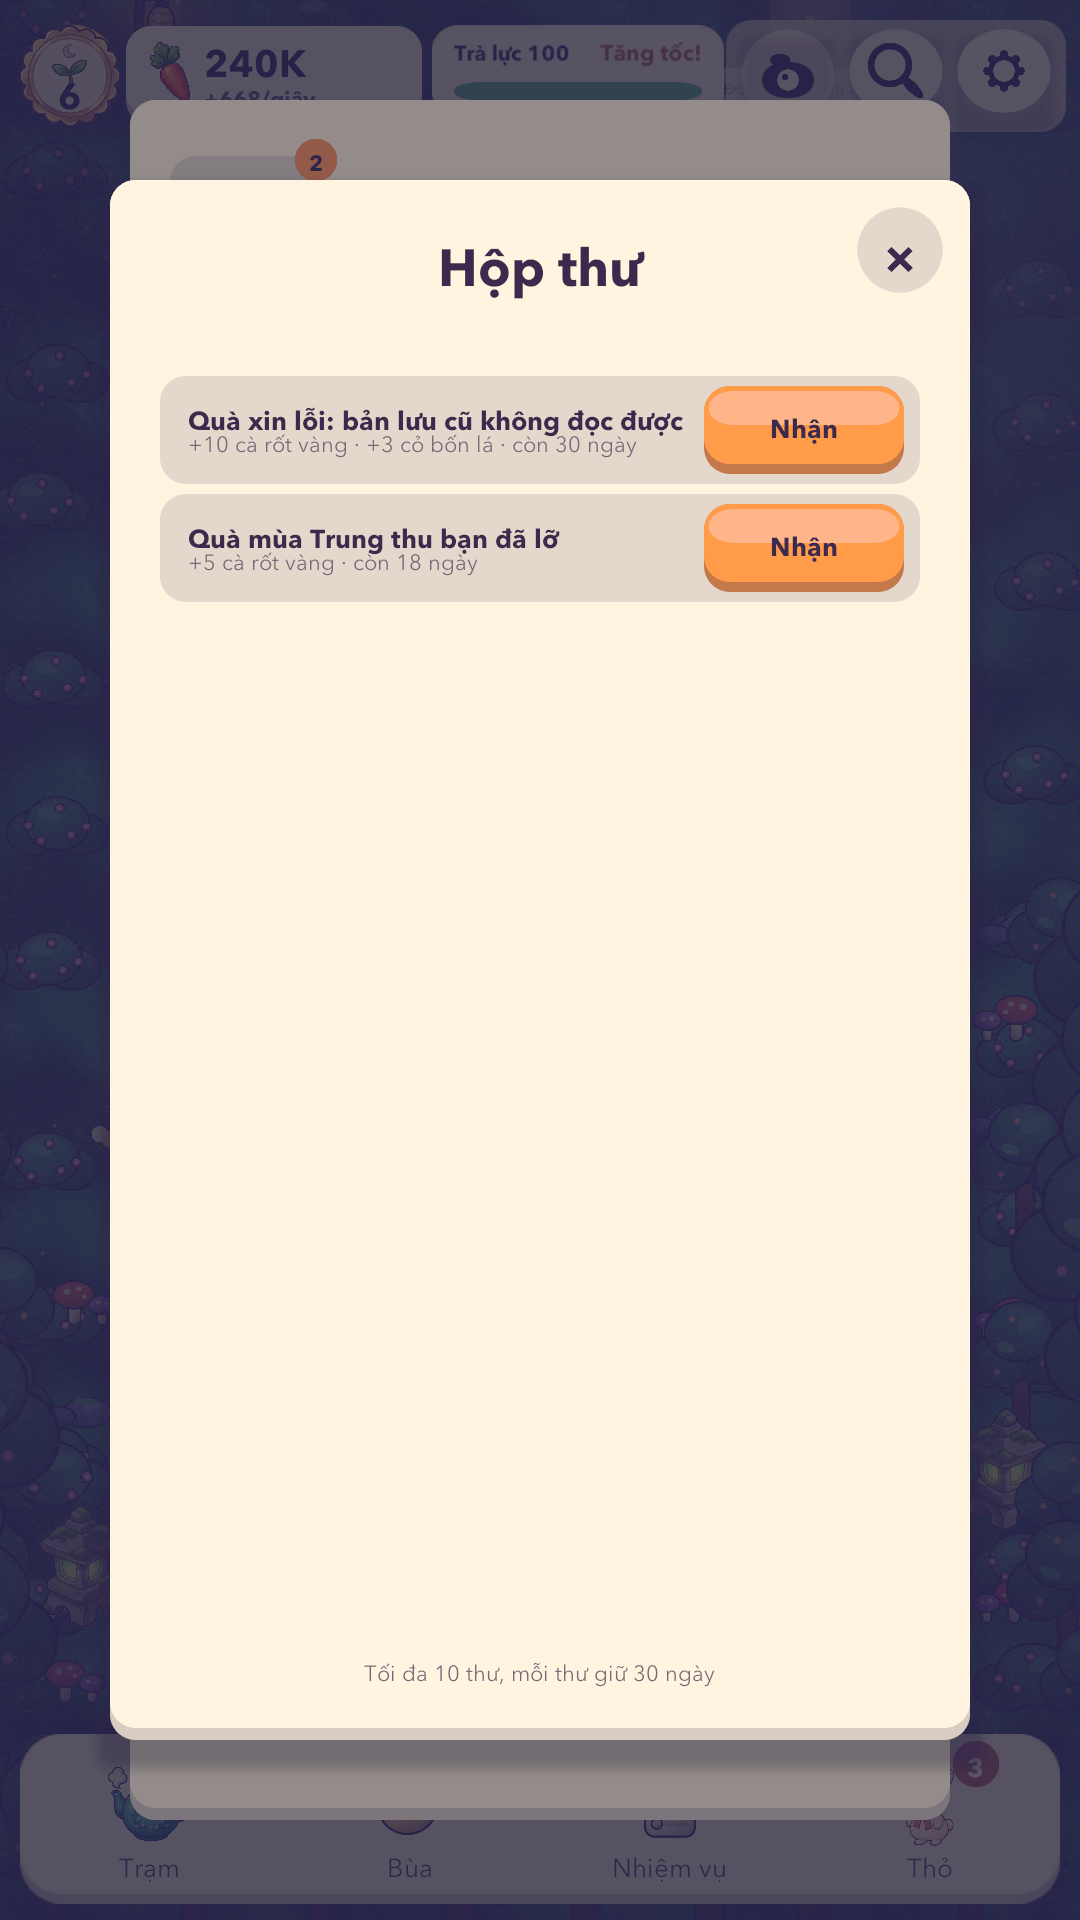 6
240K
+668/giây
Trà lực 100
Tăng tốc!
2
Hộp thư
×
Quà xin lỗi: bản lưu cũ không đọc được
+10 cà rốt vàng · +3 cỏ bốn lá · còn 30 ngày
Nhận
Quà mùa Trung thu bạn đã lỡ
+5 cà rốt vàng · còn 18 ngày
Nhận
Tối đa 10 thư, mỗi thư giữ 30 ngày
3
Trạm
Bùa
Nhiệm vụ
Thỏ